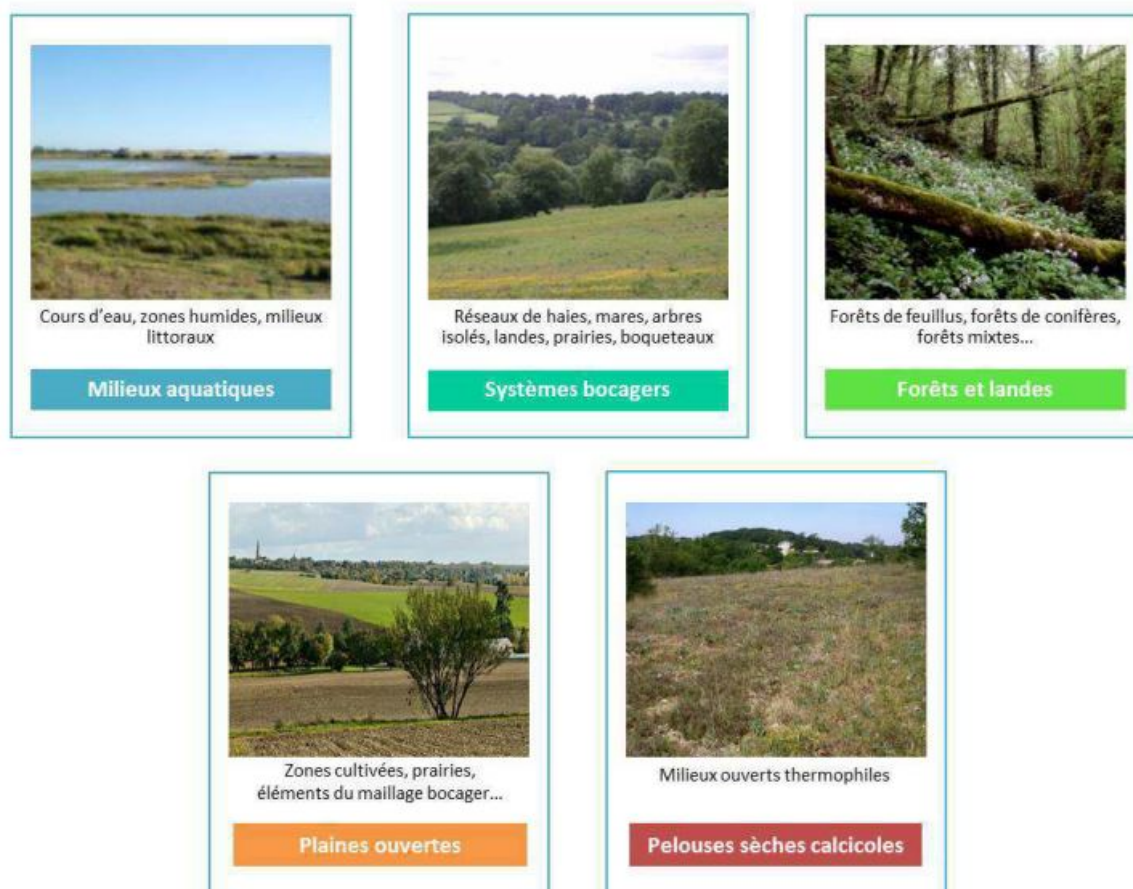 Cours d'eau, zones humides, milieux
littoraux
Milieux aquatiques
Réseaux de haies, mares, arbres
isolés, landes, prairies, boqueteaux
Systèmes bocagers
Forêts de feuillus, forêts de conifères,
forêts mixtes...
Forêts et landes
Zones cultivées, prairies,
éléments du maillage bocager...
Plaines ouvertes
Milieux ouverts thermophiles
Pelouses sèches calcicoles